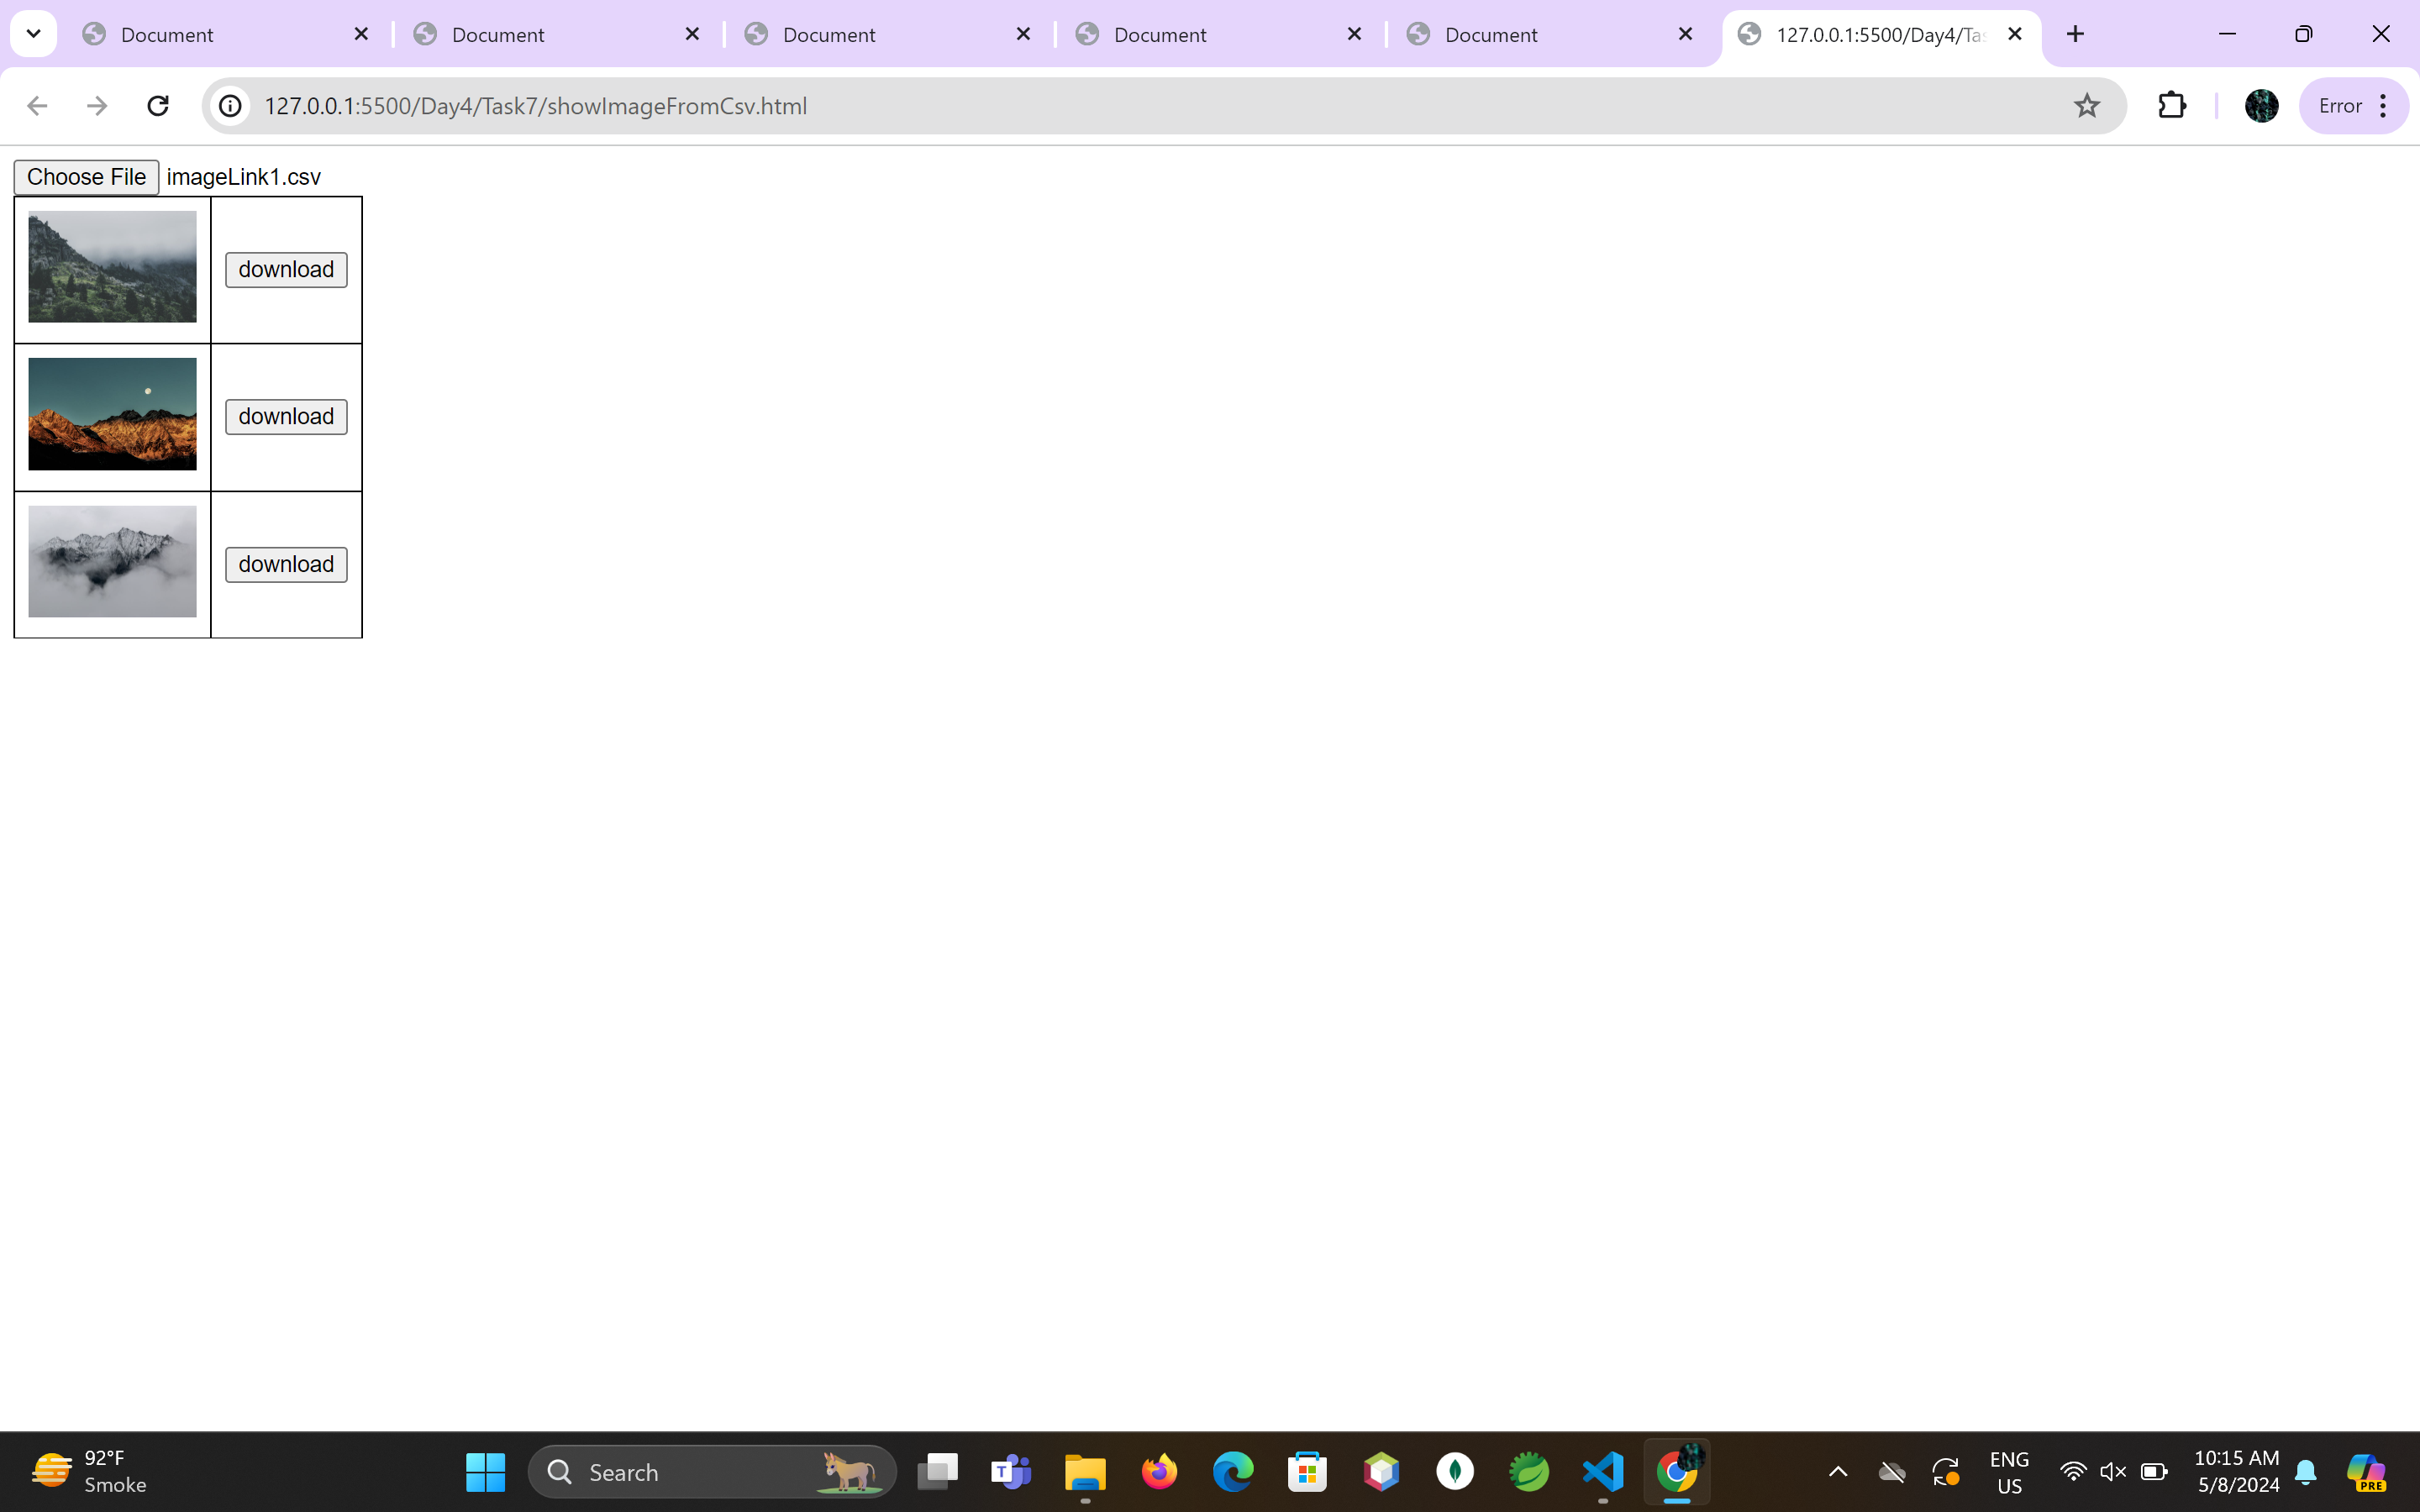 Document
Document
Document
Document
Document
127.0.0.1:5500/Day4/Tas
127.0.0.1:5500/Day4/Task7/showImageFromCsv.html
Error
Choose File imageLink1.csv
download
download
download
92°F
Smoke
Search
T
ENG
US
10:15 AM
5/8/2024
PRE